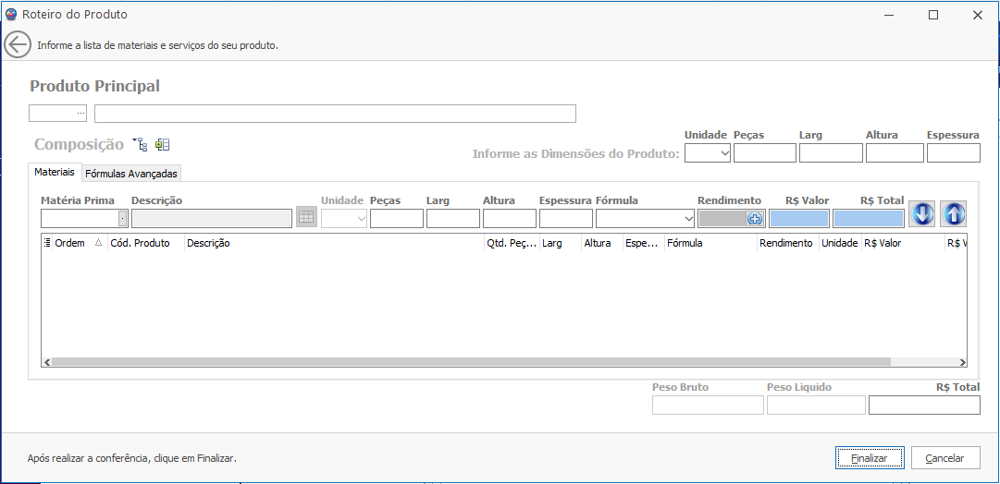 Roteiro do Produto
Informe a lista de materiais e serviços do seu produto.
Produto Principal
...
Composição
Informe as Dimensões do Produto:
Unidade Peças Larg Altura Espessura
Materiais Fórmulas Avançadas
Matéria Prima Descrição Unidade Peças Larg Altura Espessura Fórmula Rendimento R$ Valor R$ Total
Ordem Cód. Produto Descrição Qtd. Peç... Larg Altura Espe... Fórmula Rendimento Unidade R$ Valor R$ V
Peso Bruto Peso Liquido R$ Total
Após realizar a conferência, clique em Finalizar.
Finalizar Cancelar